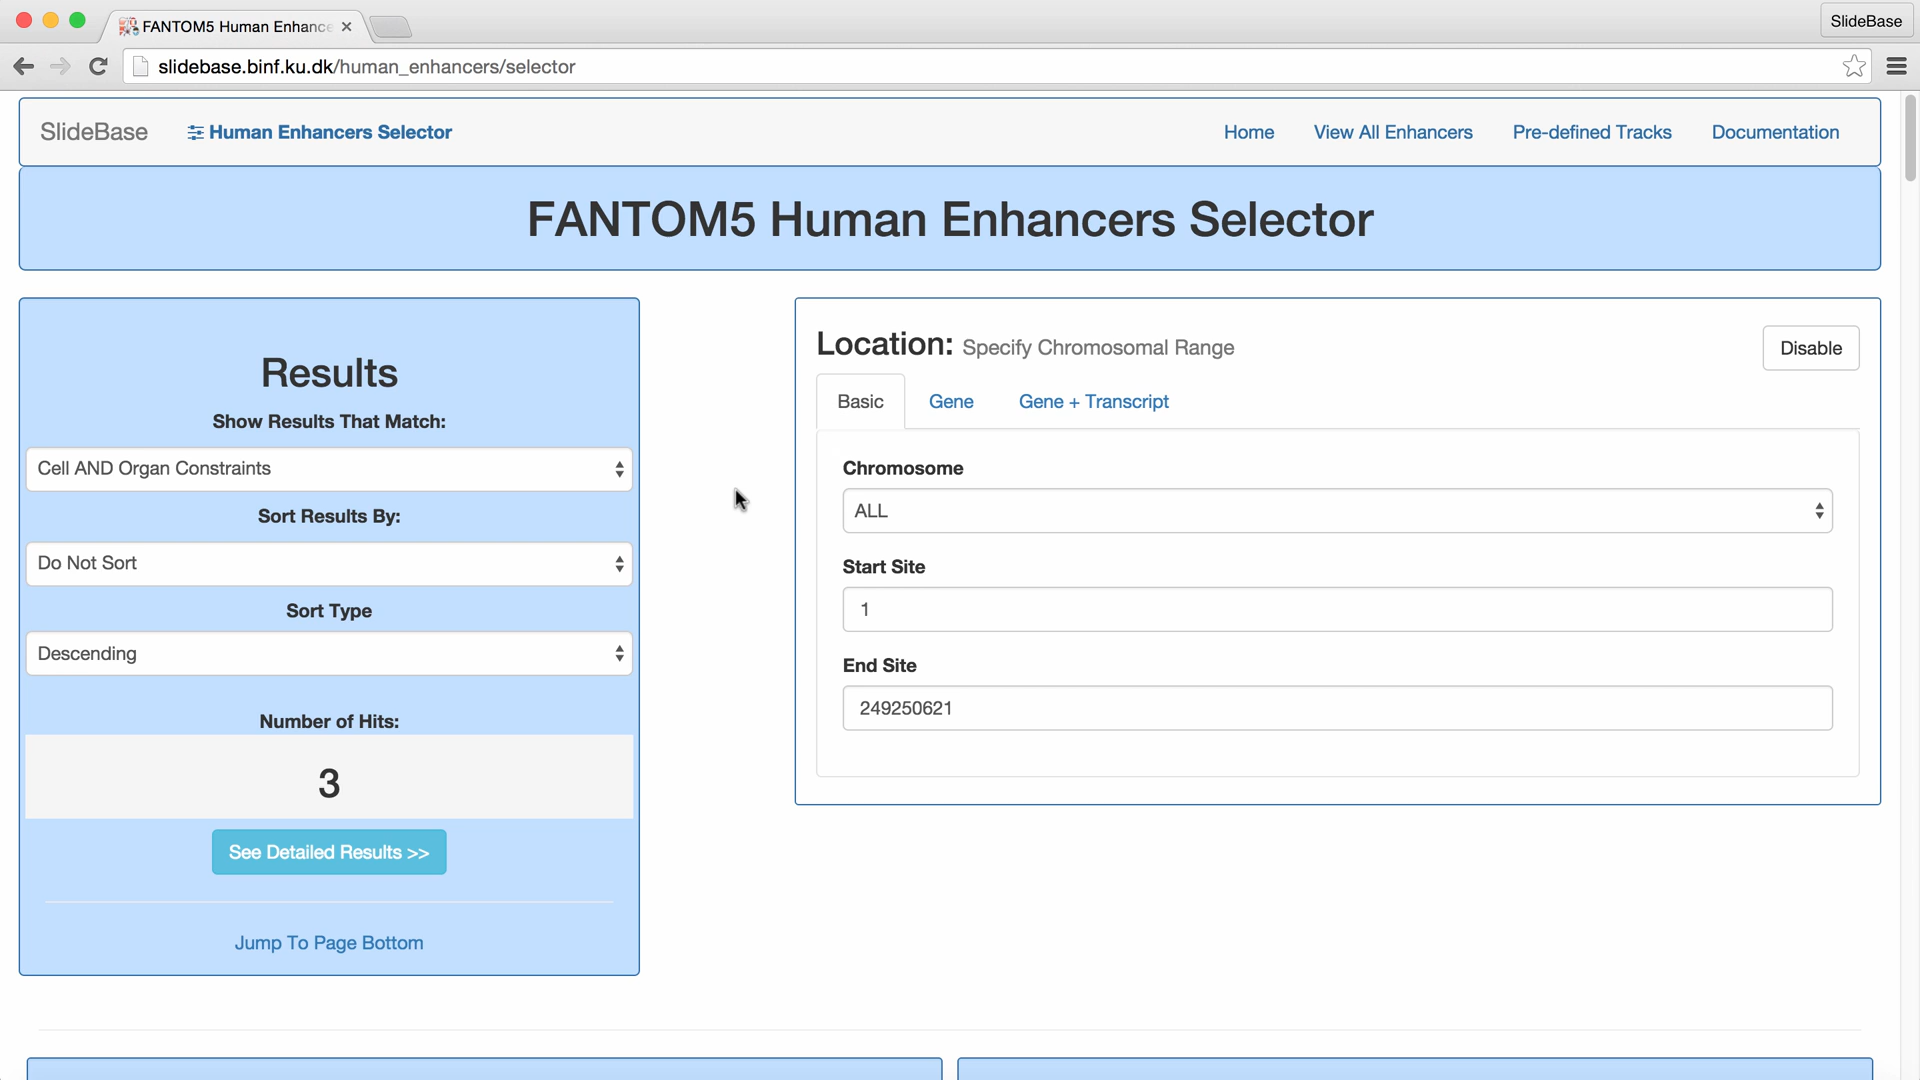 FANTOM5 Human Enhance
SlideBase
slidebase.binf.ku.dk/human_enhancers/selector
SlideBase
Human Enhancers Selector
Home
View All Enhancers
Pre-defined Tracks
Documentation
FANTOM5 Human Enhancers Selector
Results
Show Results That Match:
Cell AND Organ Constraints
Sort Results By:
Do Not Sort
Sort Type
Descending
Number of Hits:
3
See Detailed Results >>
Jump To Page Bottom
Location: Specify Chromosomal Range
Disable
Basic
Gene
Gene + Transcript
Chromosome
ALL
Start Site
1
End Site
249250621